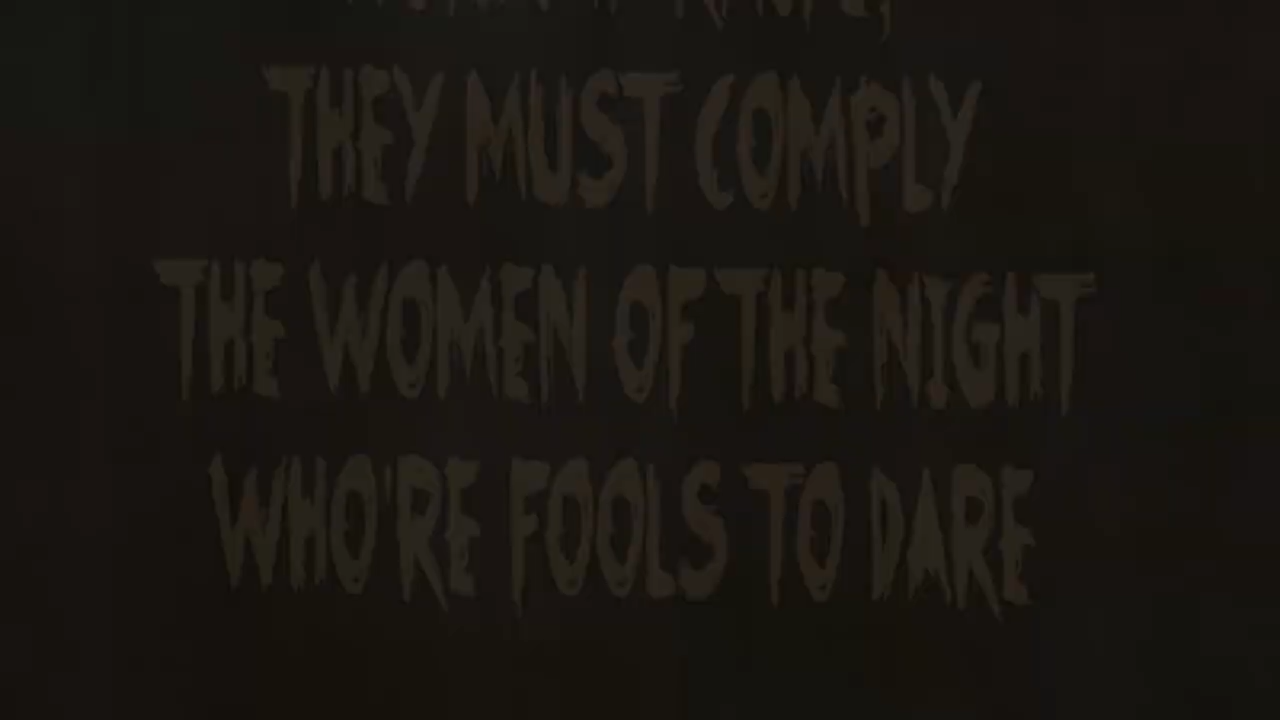 THEY MUST COMPLY
THE WOMEN OF THE NIGHT
WHO'RE FOOLS TO DARE